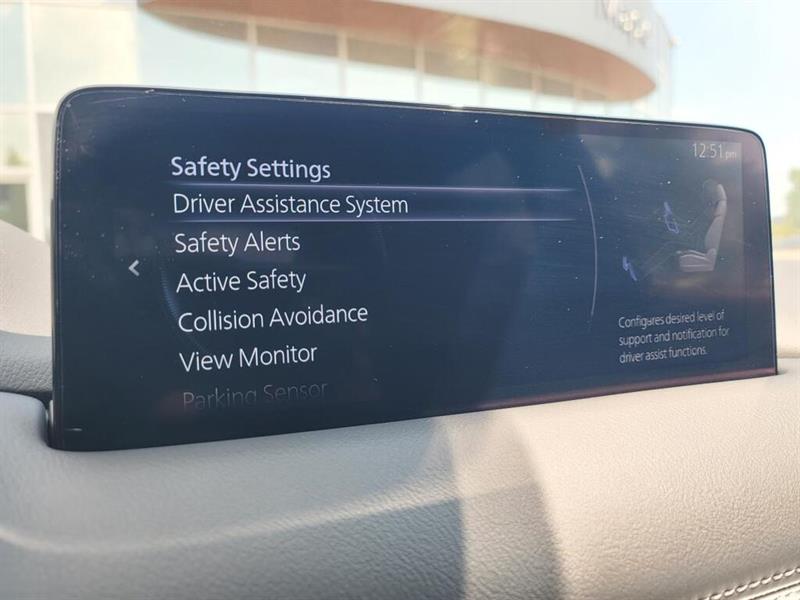 12:51 pm
Safety Settings
Driver Assistance System
Safety Alerts
Active Safety
Collision Avoidance
View Monitor
Parking Sensor
Configures desired level of
support and notification for
driver assist functions.